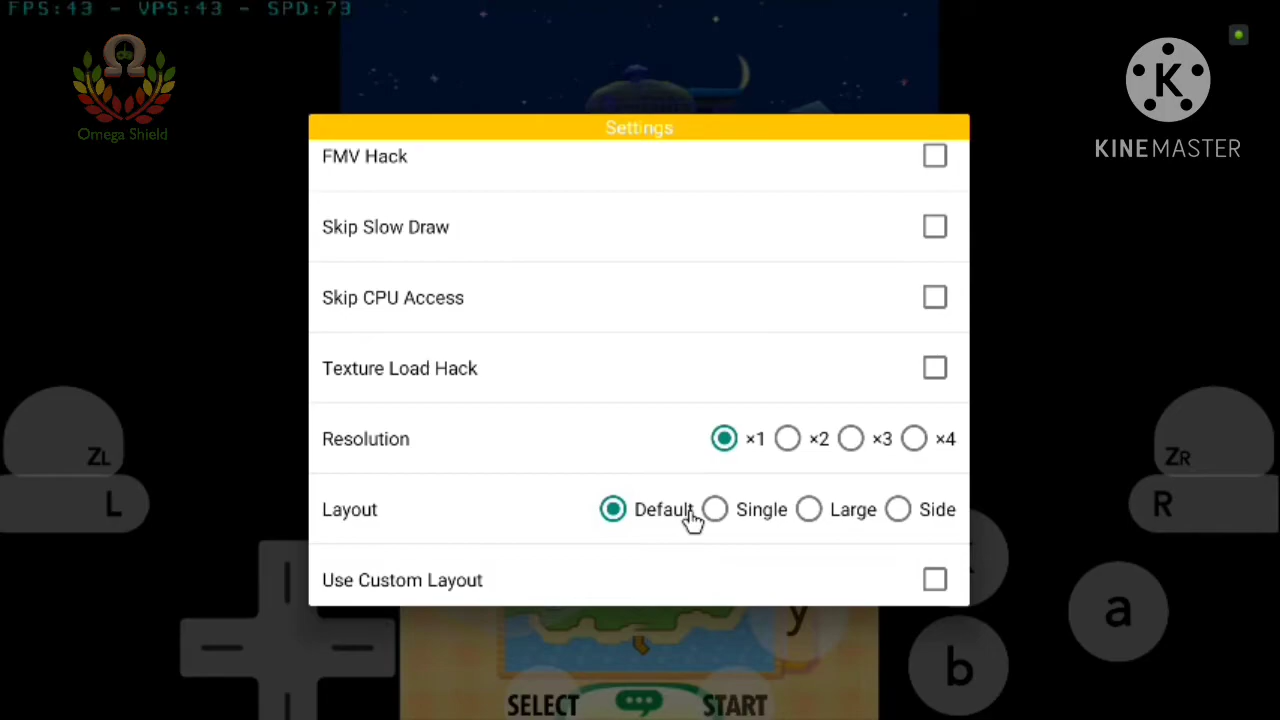 FPS:43 - VPS:43 - SPD:73
Omega Shield
K
KINEMASTER
Settings
FMV Hack
Skip Slow Draw
Skip CPU Access
Texture Load Hack
Resolution ×1 ×2 ×3 ×4
Layout Default Single Large Side
Use Custom Layout
ZL
L
ZR
R
y
a
b
SELECT
START